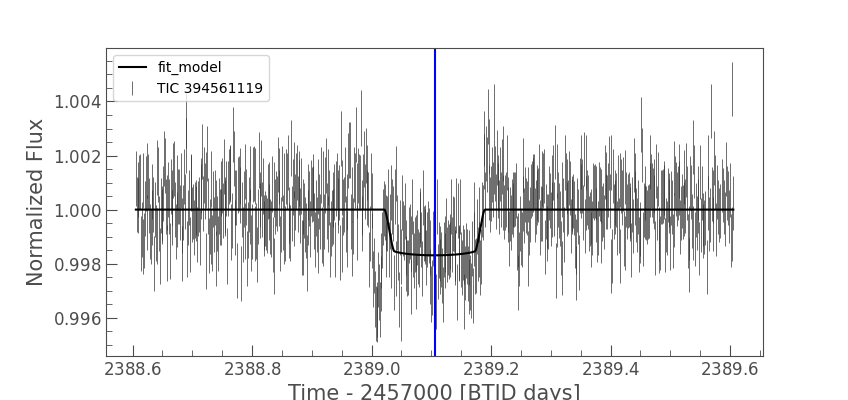 fit_model
TIC 394561119
Normalized Flux
1.004
1.002
1.000
0.998
0.996
2388.6 2388.8 2389.0 2389.2 2389.4 2389.6
Time - 2457000 [BTJD days]